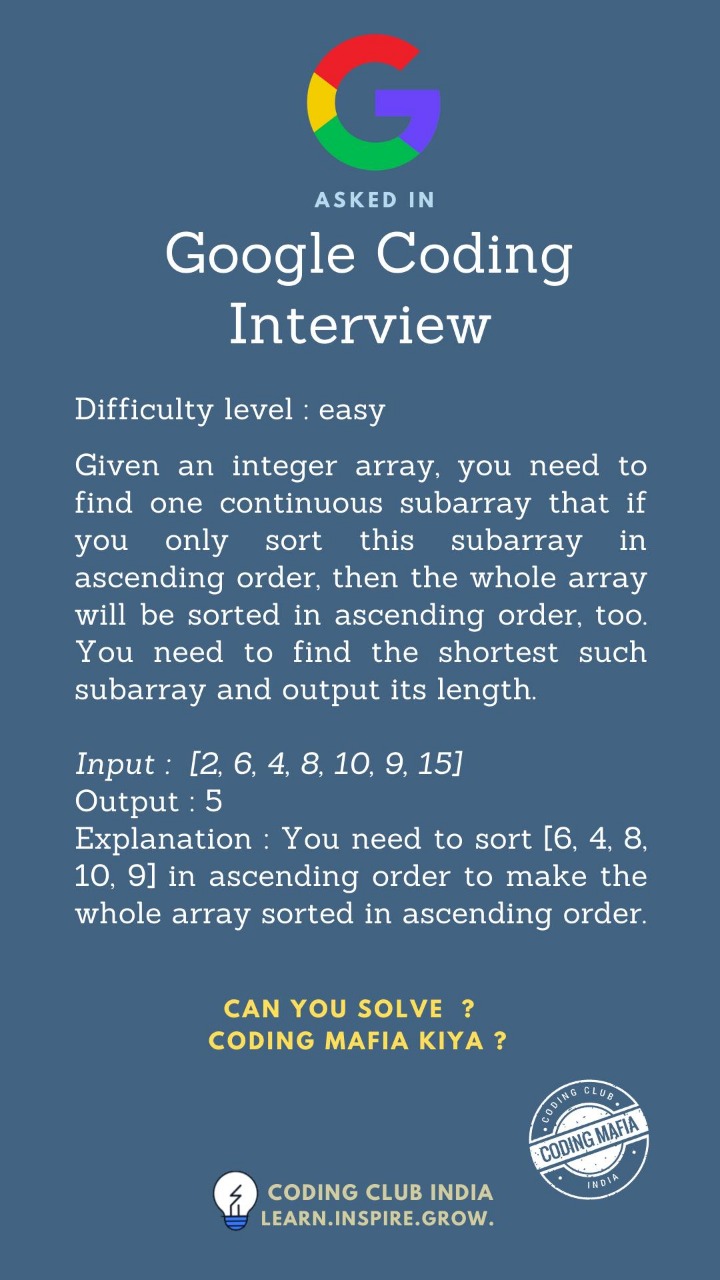 ASKED IN
Google Coding
Interview
Difficulty level : easy
Given an integer array, you need to
find one continuous subarray that if
you only sort this subarray in
ascending order, then the whole array
will be sorted in ascending order, too.
You need to find the shortest such
subarray and output its length.
Input : [2, 6, 4, 8, 10, 9, 15]
Output : 5
Explanation : You need to sort [6, 4, 8,
10, 9] in ascending order to make the
whole array sorted in ascending order.
CAN YOU SOLVE ?
CODING MAFIA KIYA ?
CODING CLUB
CODING MAFIA
INDIA
CODING CLUB INDIA
LEARN.INSPIRE.GROW.